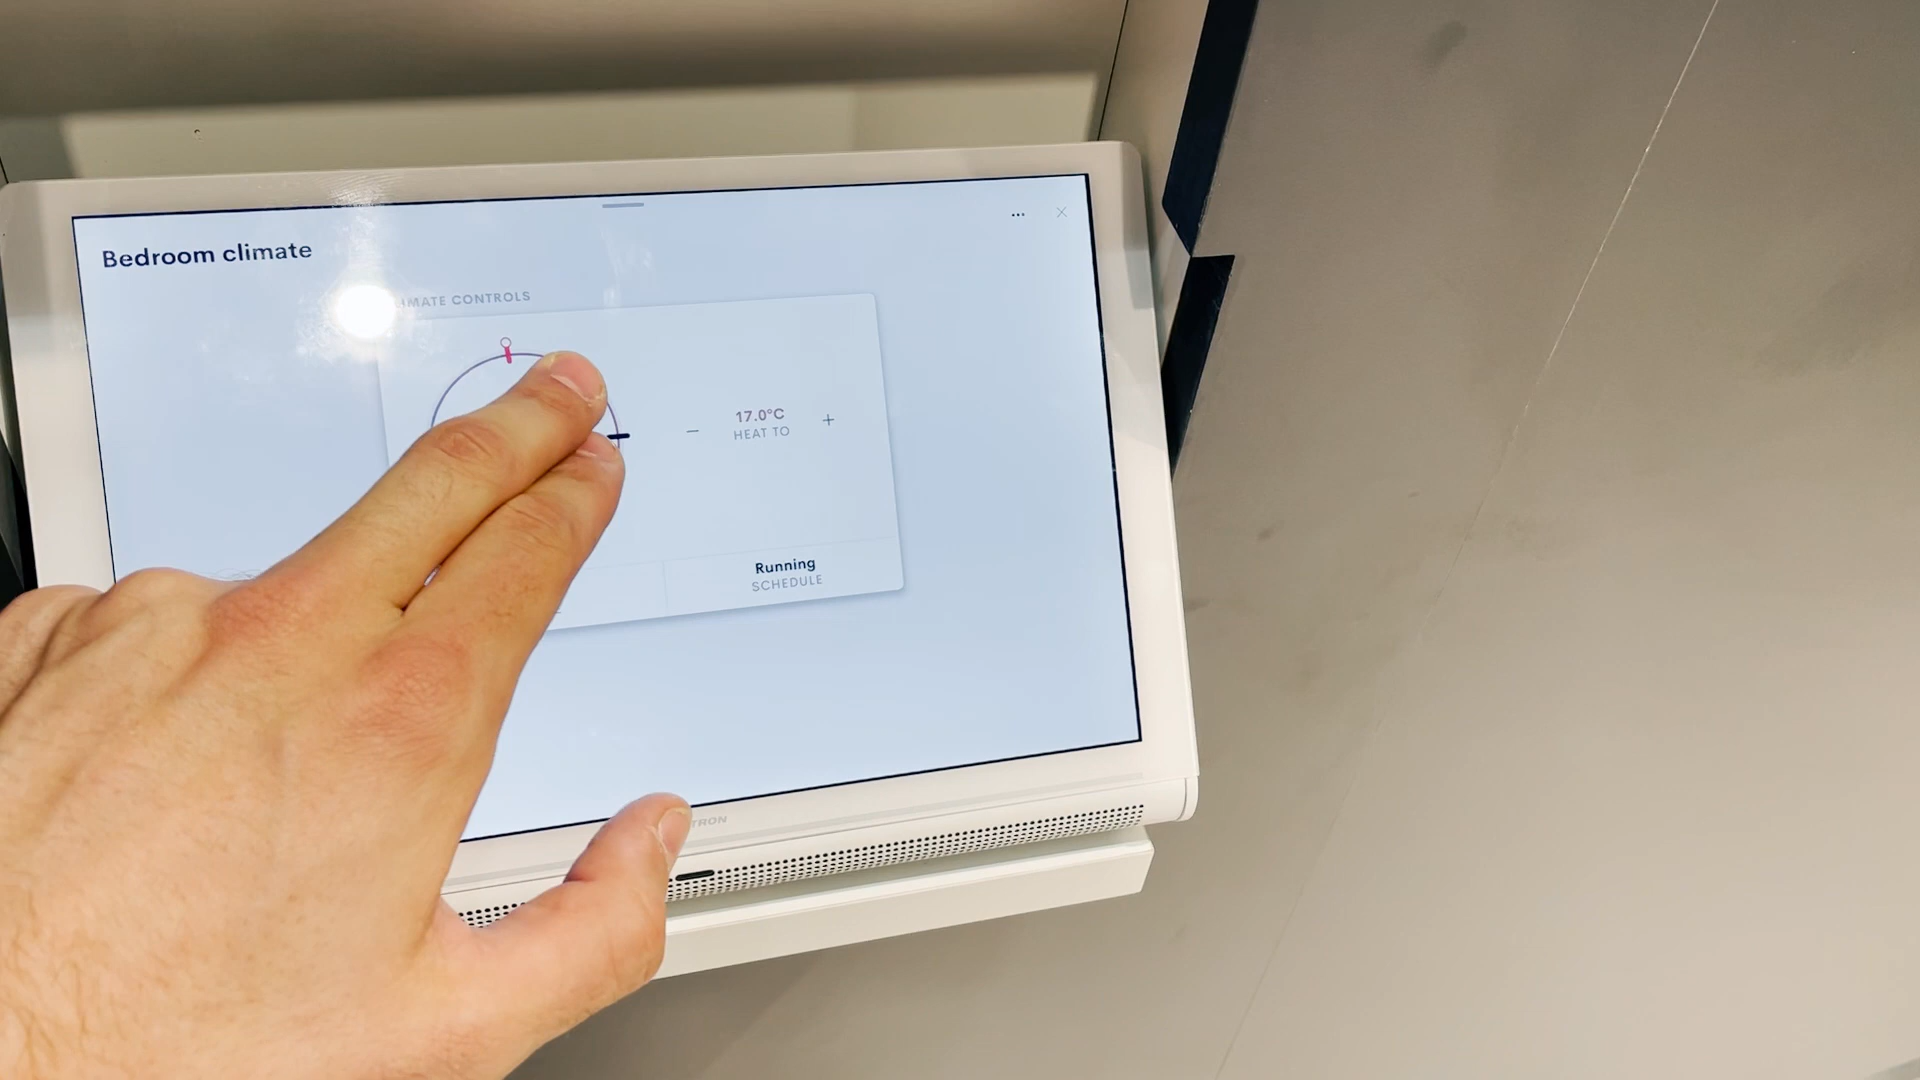 Bedroom climate
IMATE CONTROLS
17.0°C
HEAT TO
Running
SCHEDULE
TRON